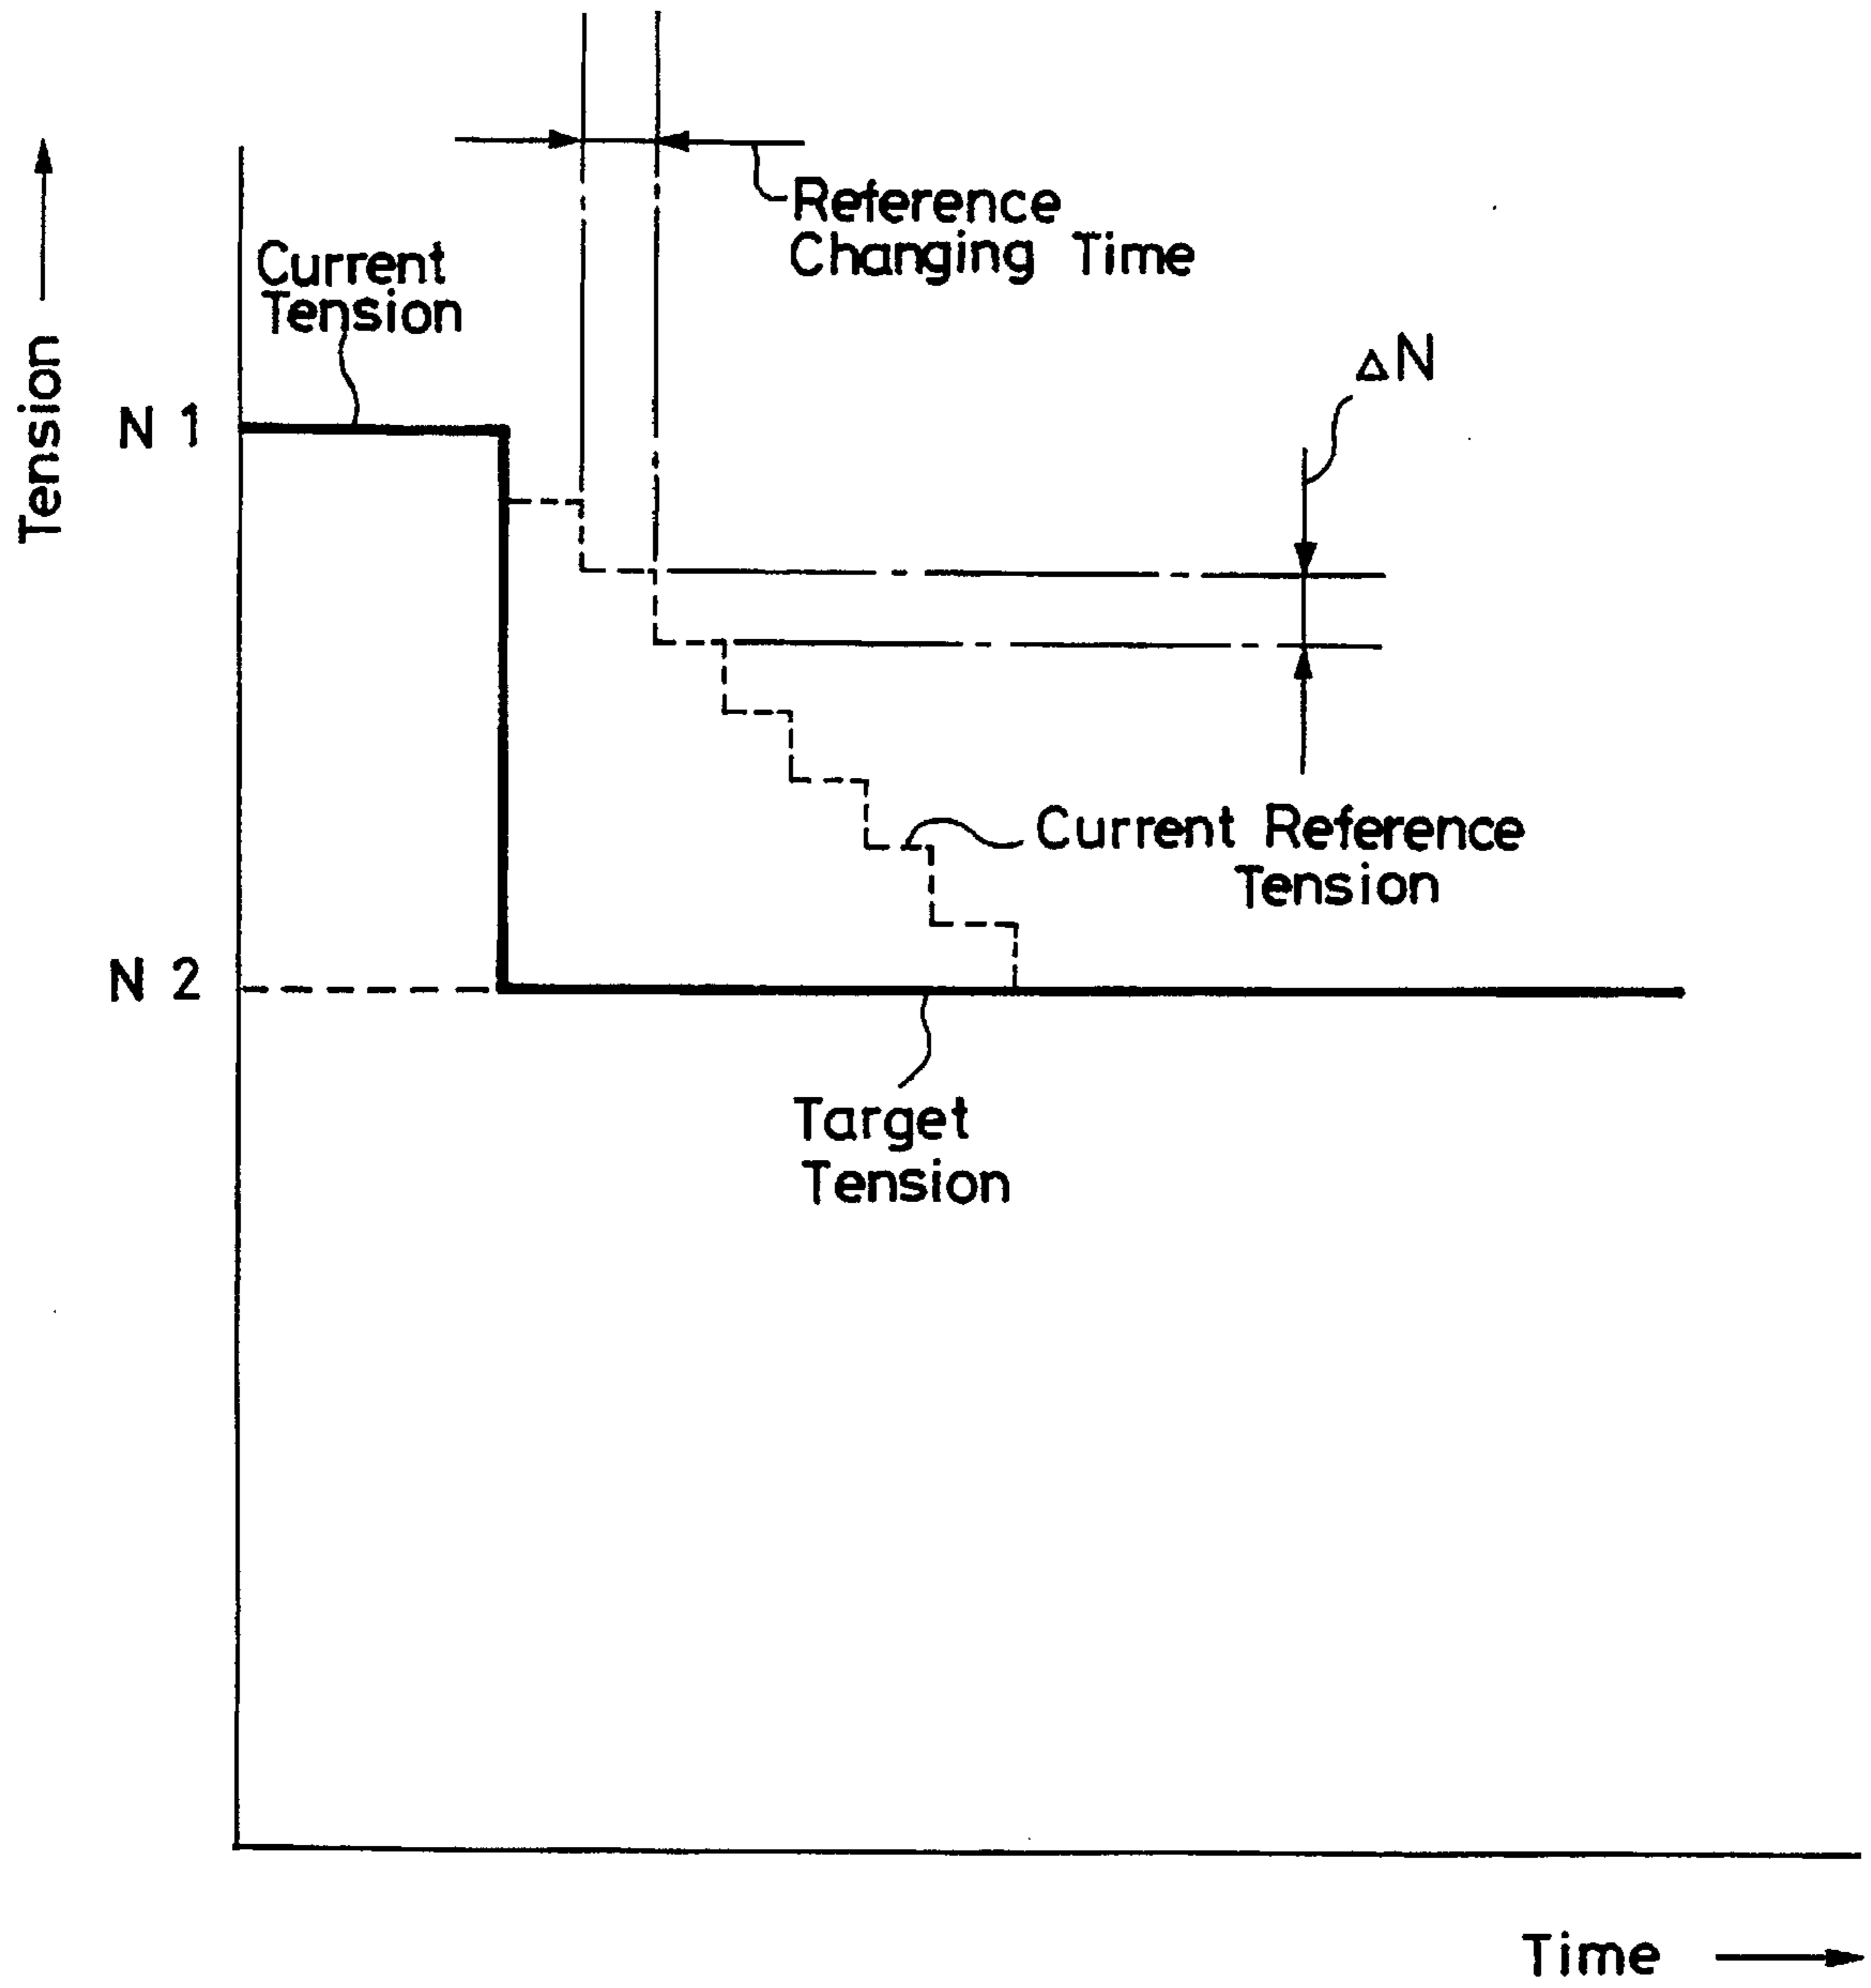 Reference
Changing Time
Current
Tension
ΔN
Tension
N 1
Current Reference
Tension
N 2
Target
Tension
Time